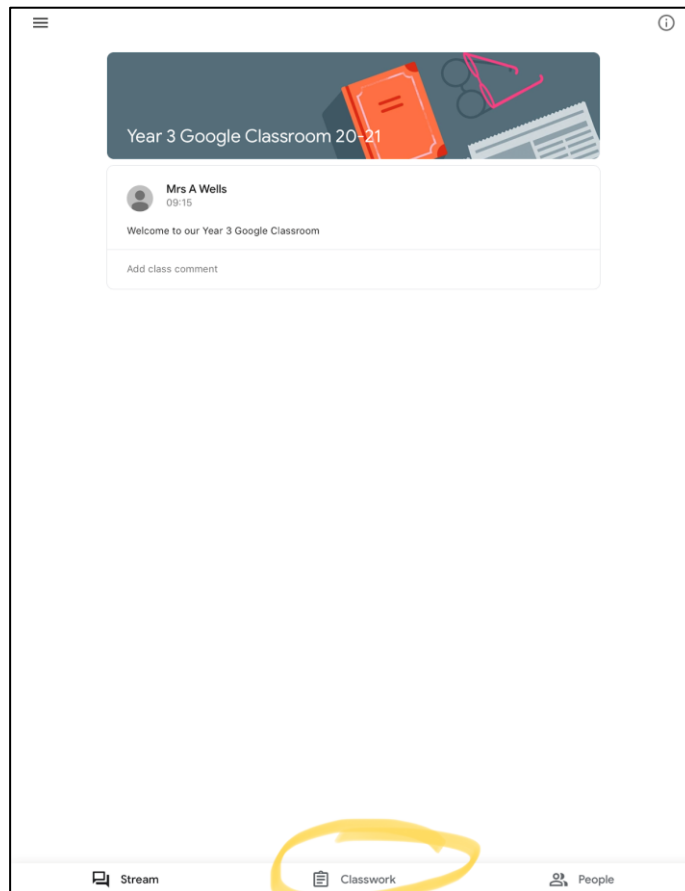 Year 3 Google Classroom 20-21
Mrs A Wells
09:15
Welcome to our Year 3 Google Classroom
Add class comment
Stream
Classwork
People